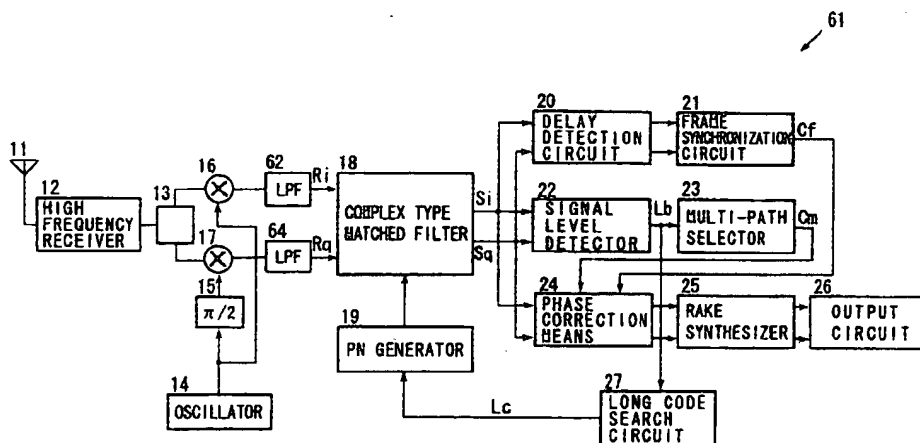 61
11
12
HIGH
FREQUENCY
RECEIVER
13
16
17
15
π/2
14
OSCILLATOR
62
LPF
Ri
64
LPF
Rq
18
COMPLEX TYPE
MATCHED FILTER
Si
Sq
19
PN GENERATOR
20
DELAY
DETECTION
CIRCUIT
21
FRAME
SYNCHRONIZATION
CIRCUIT
Cf
22
SIGNAL
LEVEL
DETECTOR
Lb
23
MULTI-PATH
SELECTOR
Cm
24
PHASE
CORRECTION
MEANS
25
RAKE
SYNTHESIZER
26
OUTPUT
CIRCUIT
27
LONG CODE
SEARCH
CIRCUIT
Lc